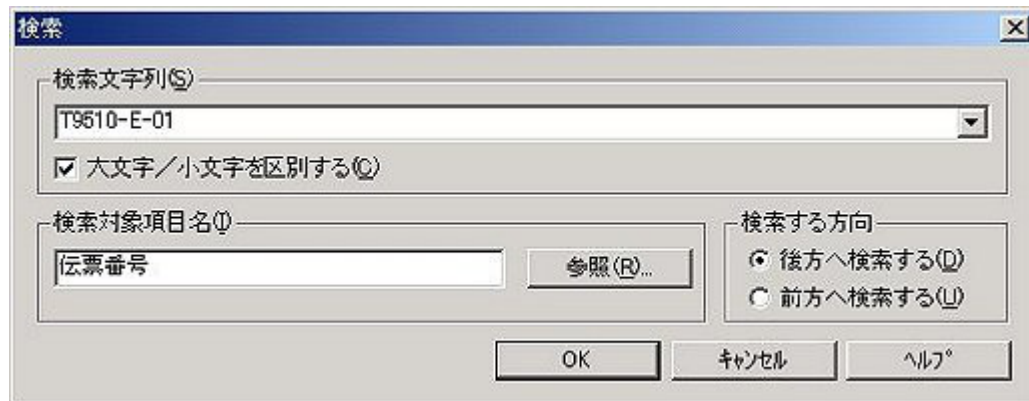 検索
検索文字列(S)
T9510-E-01
大文字/小文字を区別する(C)
検索対象項目名(I)
伝票番号
参照(R)...
検索する方向
後方へ検索する(D)
前方へ検索する(U)
OK
キャンセル
ヘルプ